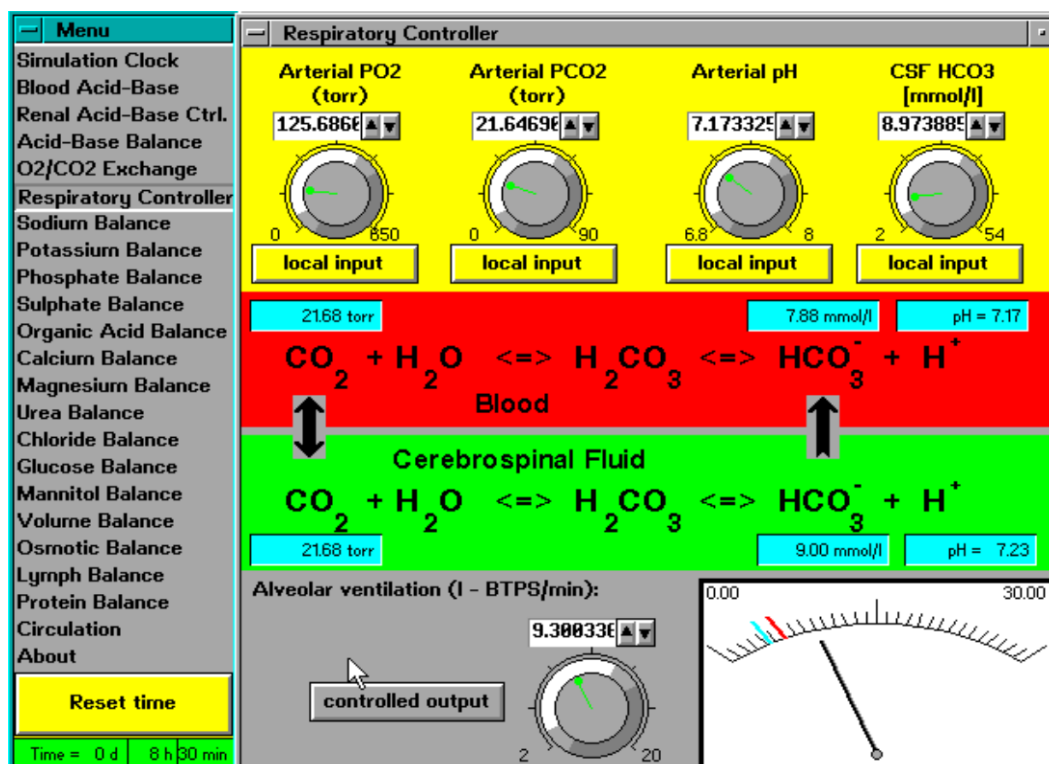 Menu
Simulation Clock
Blood Acid-Base
Renal Acid-Base Ctrl.
Acid-Base Balance
O2/CO2 Exchange
Respiratory Controller
Sodium Balance
Potassium Balance
Phosphate Balance
Sulphate Balance
Organic Acid Balance
Calcium Balance
Magnesium Balance
Urea Balance
Chloride Balance
Glucose Balance
Mannitol Balance
Volume Balance
Osmotic Balance
Lymph Balance
Protein Balance
Circulation
About
Reset time
Time = 0 d 8 h 30 min
Respiratory Controller
Arterial PO2 (torr)
125.6866
0 650
local input
Arterial PCO2 (torr)
21.64696
0 90
local input
Arterial pH
7.173325
6.8 8
local input
CSF HCO3 [mmol/l]
8.973885
2 54
local input
21.68 torr 7.88 mmol/l pH = 7.17
CO2 + H2O <=> H2CO3 <=> HCO3- + H+
Blood
Cerebrospinal Fluid
CO2 + H2O <=> H2CO3 <=> HCO3- + H+
21.68 torr 9.00 mmol/l pH = 7.23
Alveolar ventilation (l - BTPS/min):
9.300336
controlled output
2 20
0.00 30.00